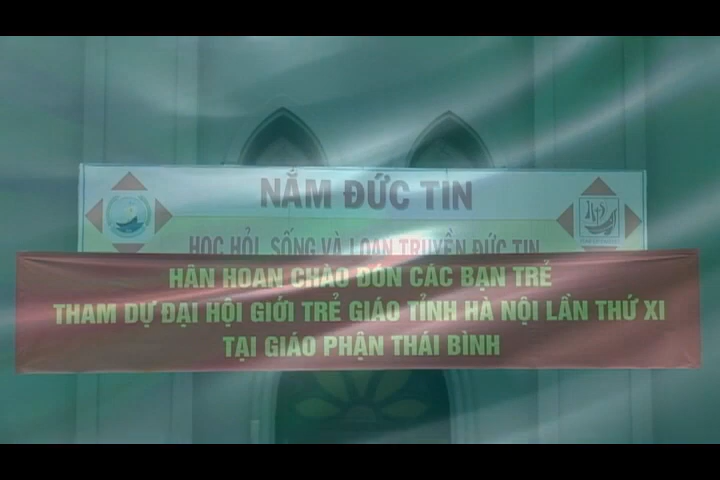 NĂM ĐỨC TIN
HỌC HỎI, SỐNG VÀ LOAN TRUYỀN ĐỨC TIN
HÂN HOAN CHÀO ĐÓN CÁC BẠN TRẺ
THAM DỰ ĐẠI HỘI GIỚI TRẺ GIÁO TỈNH HÀ NỘI LẦN THỨ XI
TẠI GIÁO PHẬN THÁI BÌNH